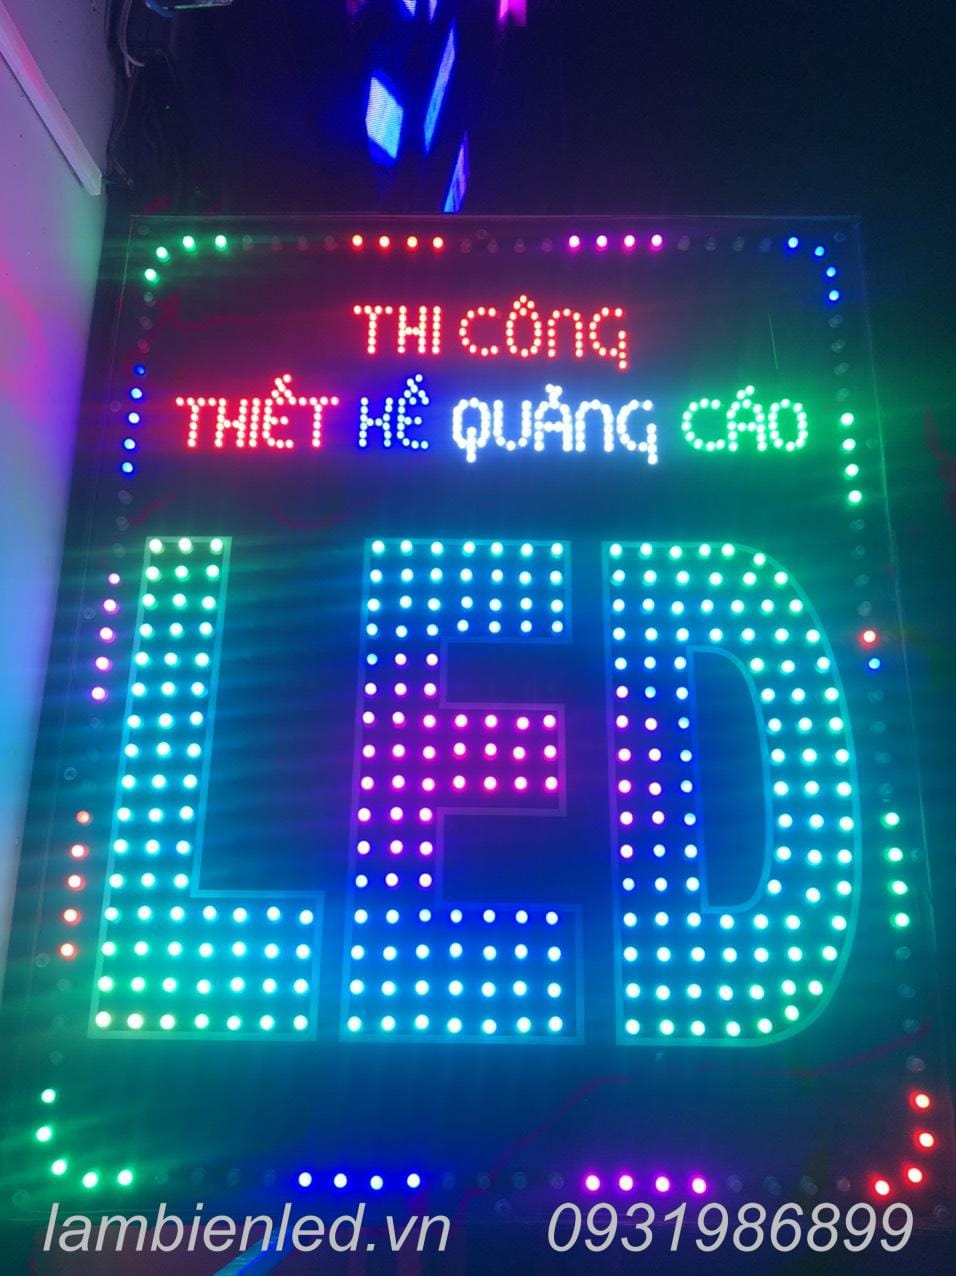 THI CÔNG
THIẾT KẾ QUẢNG CÁO
LED
lambienled.vn 0931986899